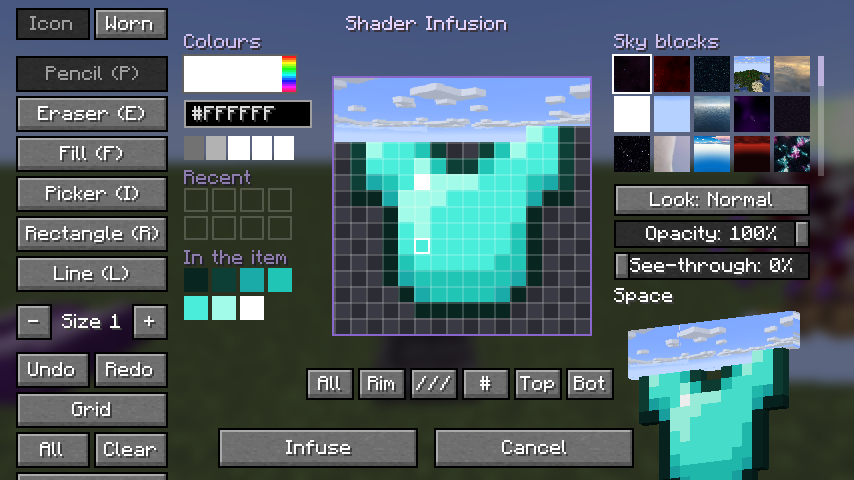 Icon
Worn
Shader Infusion
Colours
Sky blocks
Pencil (P)
Eraser (E)
#FFFFFF
Fill (F)
Recent
Picker (I)
Look: Normal
Rectangle (R)
Opacity: 100%
In the item
See-through: 0%
Line (L)
Space
-
Size 1
+
Undo
Redo
All
Rim
///
#
Top
Bot
Grid
All
Clear
Infuse
Cancel